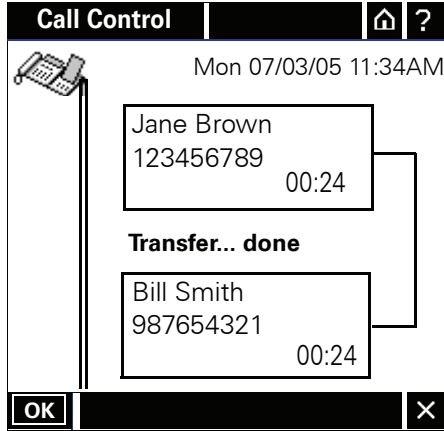 Call Control ?
Mon 07/03/05 11:34AM
Jane Brown
123456789
00:24
Transfer... done
Bill Smith
987654321
00:24
OK